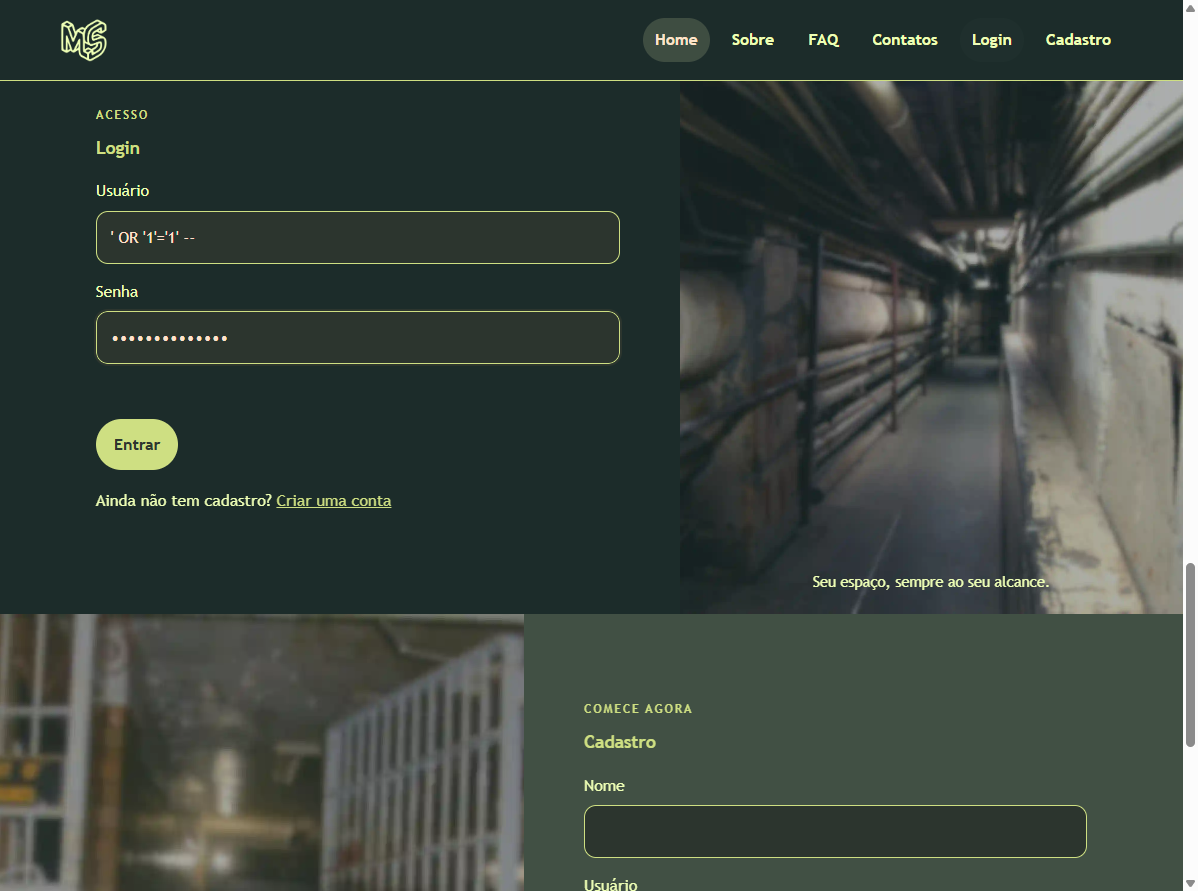 MS
Home Sobre FAQ Contatos Login Cadastro
ACESSO
Login
Usuário
' OR '1'='1' --
Senha
••••••••••••••
Entrar
Ainda não tem cadastro? Criar uma conta
Seu espaço, sempre ao seu alcance.
COMECE AGORA
Cadastro
Nome
Usuário